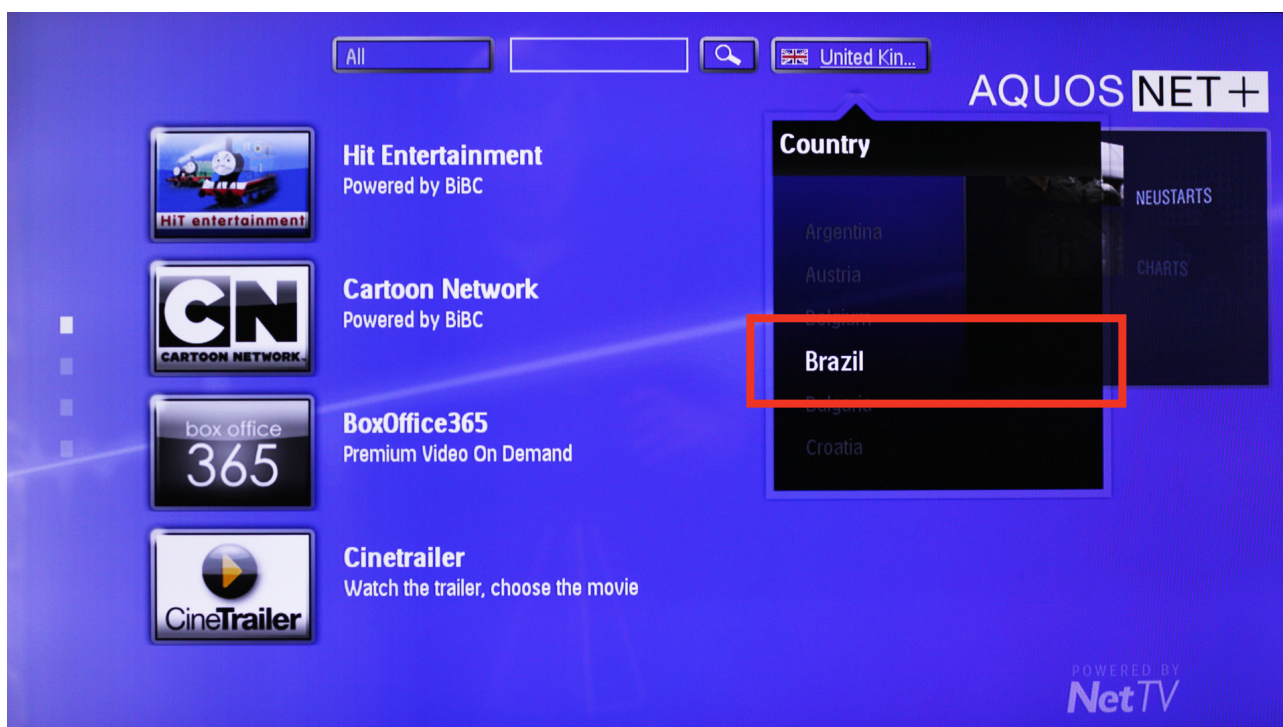 All
United Kin...
AQUOS NET+
Country
Argentina
Austria
Belgium
Brazil
Bulgaria
Croatia
NEUSTARTS
CHARTS
HiT entertainment
Hit Entertainment
Powered by BiBC
CN
CARTOON NETWORK
Cartoon Network
Powered by BiBC
box office
365
BoxOffice365
Premium Video On Demand
CineTrailer
Cinetrailer
Watch the trailer, choose the movie
POWERED BY
NetTV